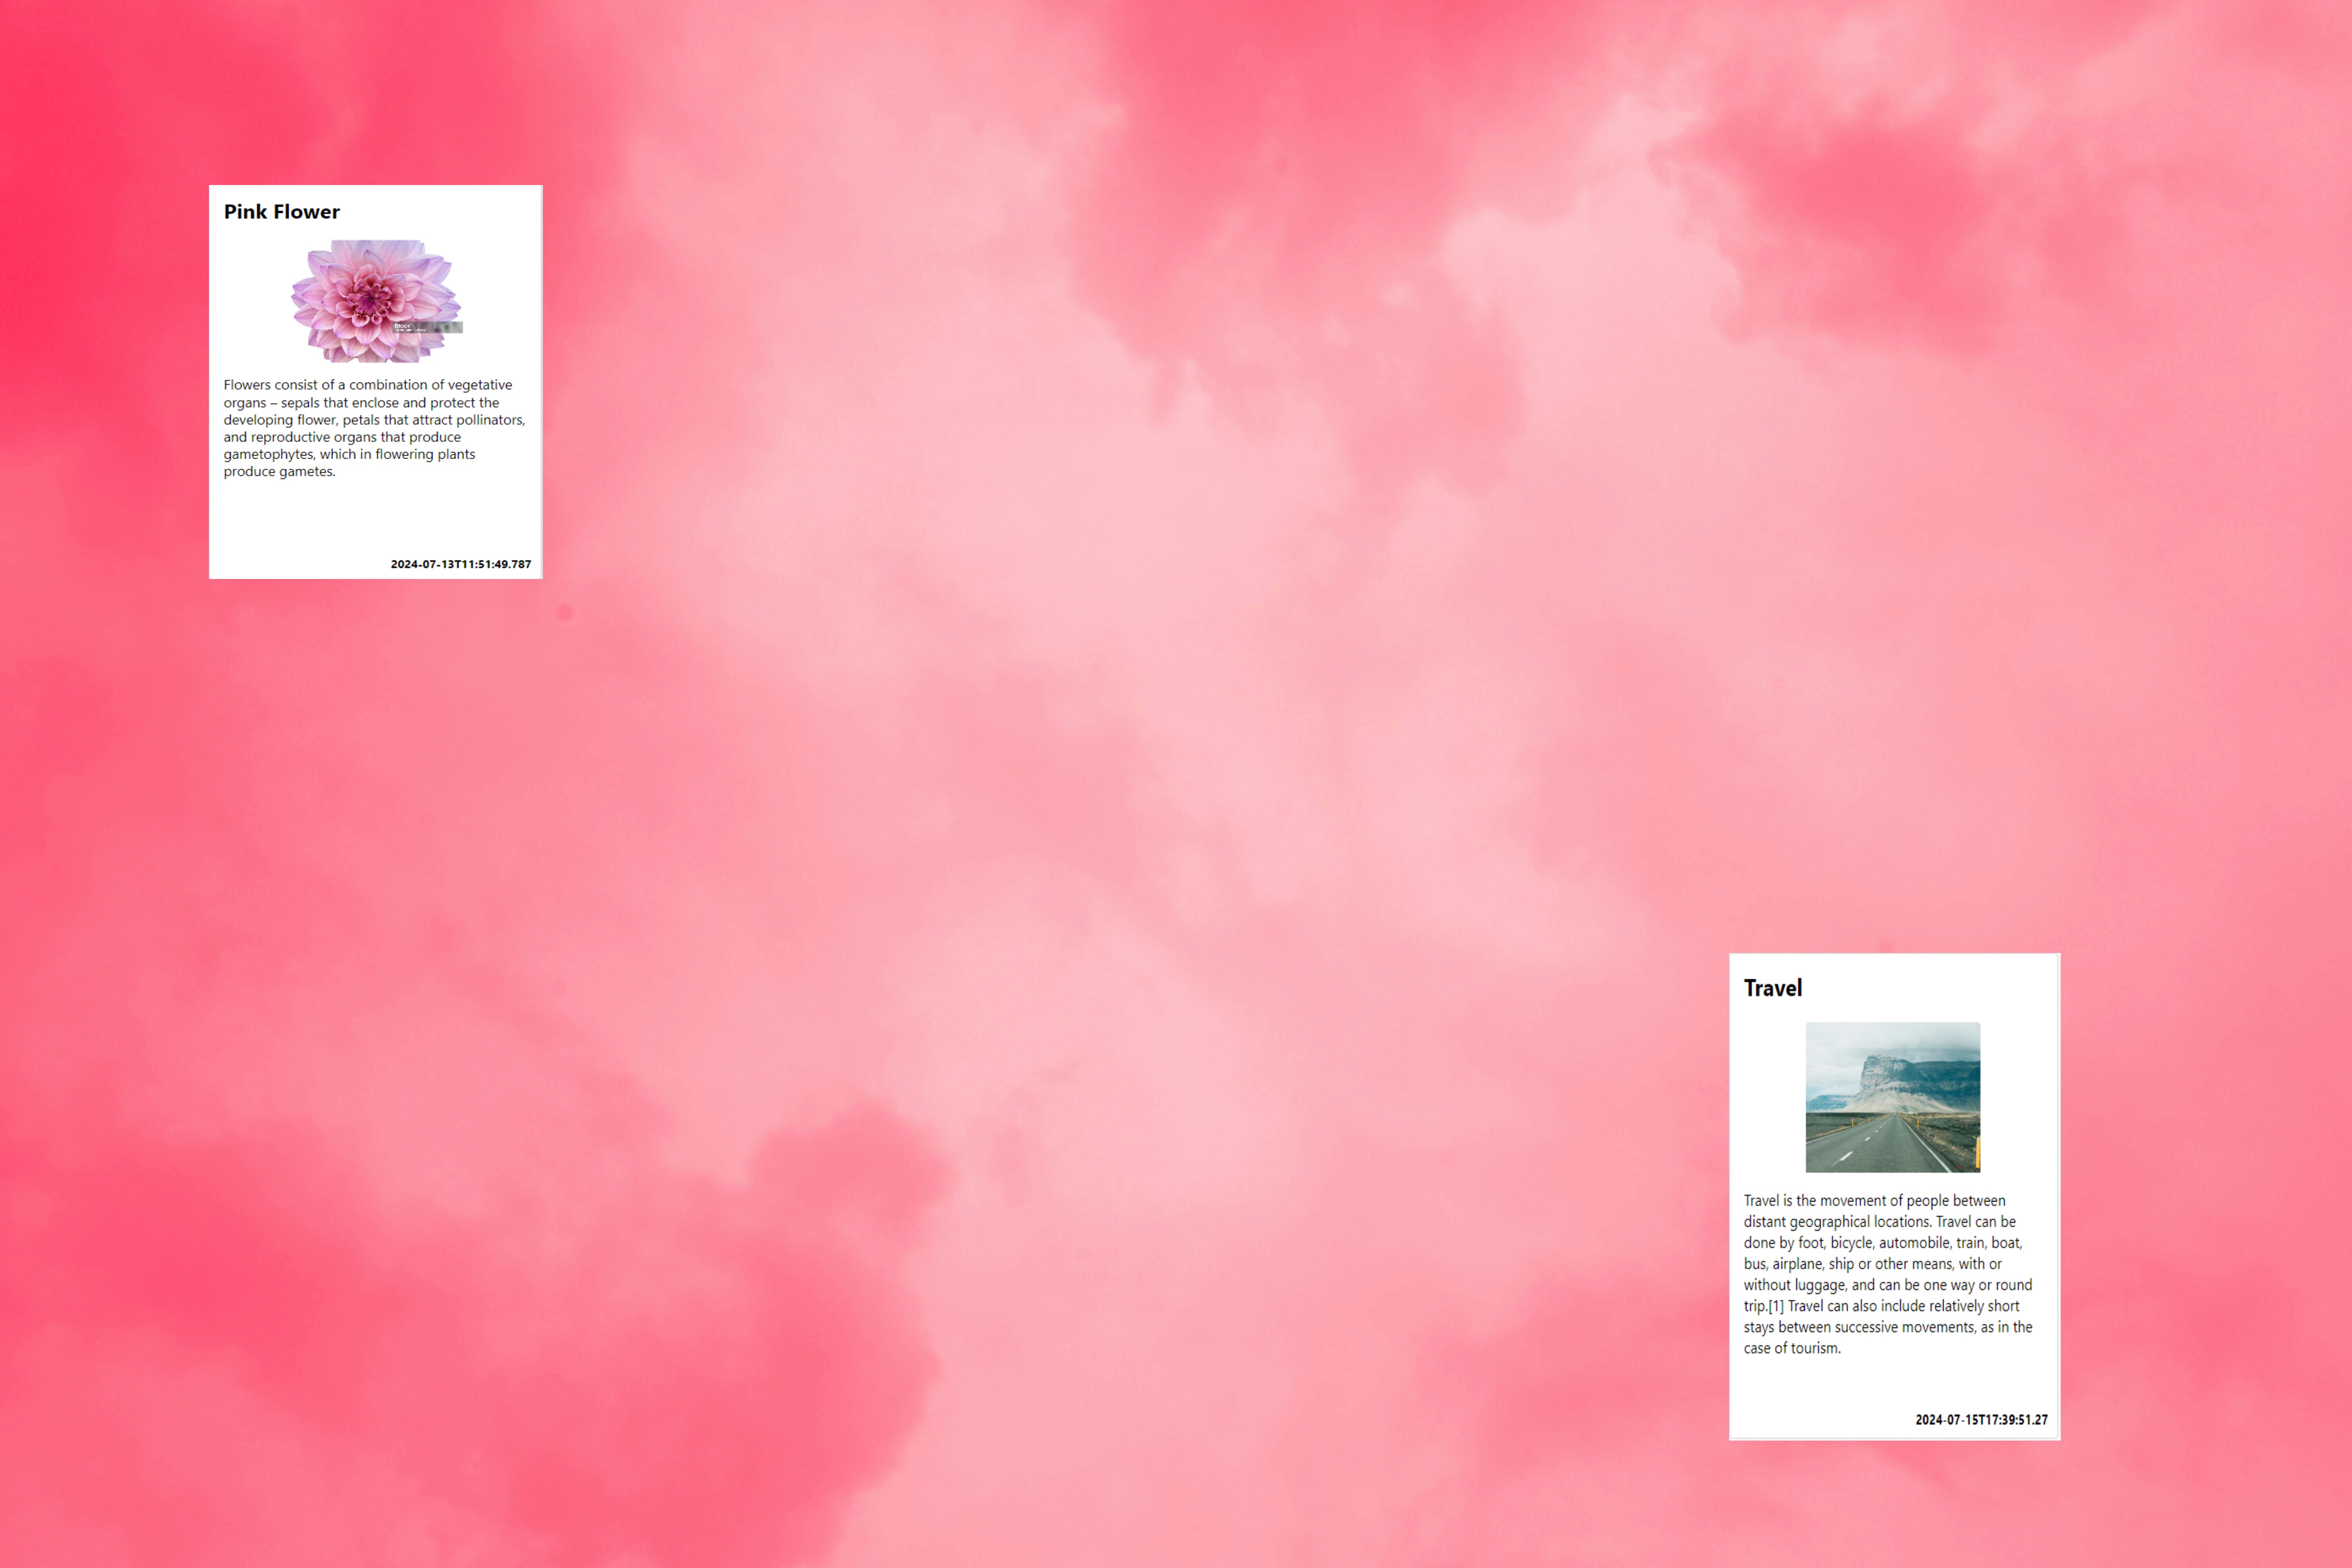 Pink Flower
iStock
Flowers consist of a combination of vegetative
organs – sepals that enclose and protect the
developing flower, petals that attract pollinators,
and reproductive organs that produce
gametophytes, which in flowering plants
produce gametes.
2024-07-13T11:51:49.787
Travel
Travel is the movement of people between
distant geographical locations. Travel can be
done by foot, bicycle, automobile, train, boat,
bus, airplane, ship or other means, with or
without luggage, and can be one way or round
trip.[1] Travel can also include relatively short
stays between successive movements, as in the
case of tourism.
2024-07-15T17:39:51.27